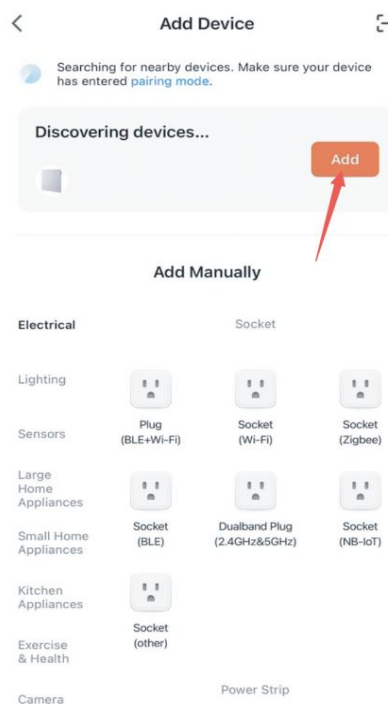 Add Device
Searching for nearby devices. Make sure your device
has entered pairing mode.
Discovering devices...
Add
Add Manually
Electrical
Socket
Lighting
Sensors
Large
Home
Appliances
Small Home
Appliances
Kitchen
Appliances
Exercise
& Health
Camera
Plug
(BLE+Wi-Fi)
Socket
(Wi-Fi)
Socket
(Zigbee)
Socket
(BLE)
Dualband Plug
(2.4GHz&5GHz)
Socket
(NB-IoT)
Socket
(other)
Power Strip